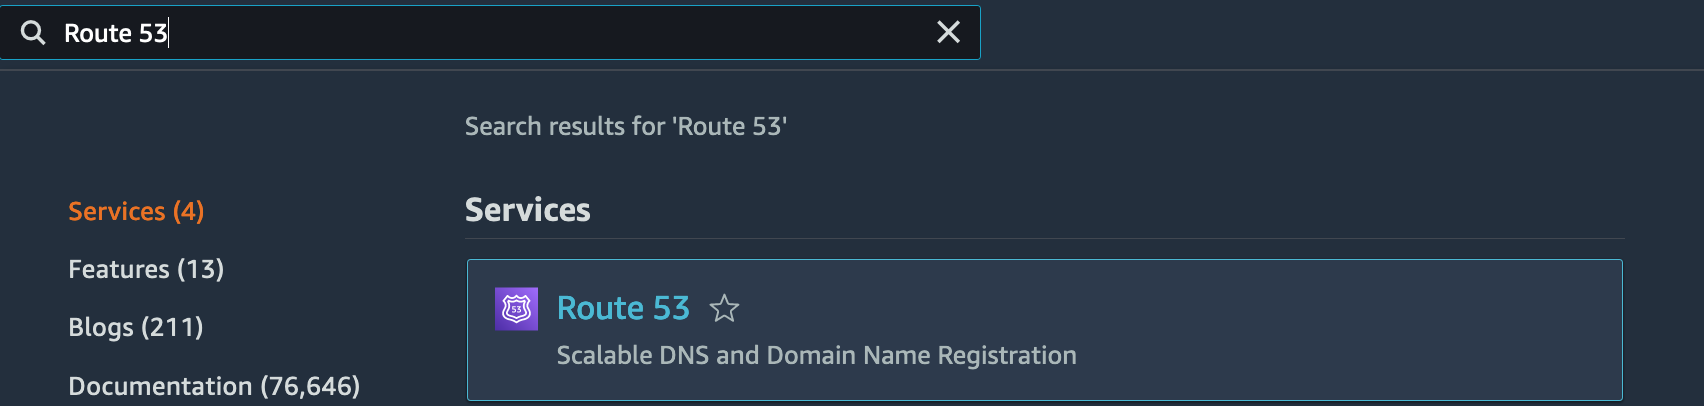 Route 53
Search results for 'Route 53'
Services (4)
Features (13)
Blogs (211)
Documentation (76,646)
Services
53
Route 53
Scalable DNS and Domain Name Registration